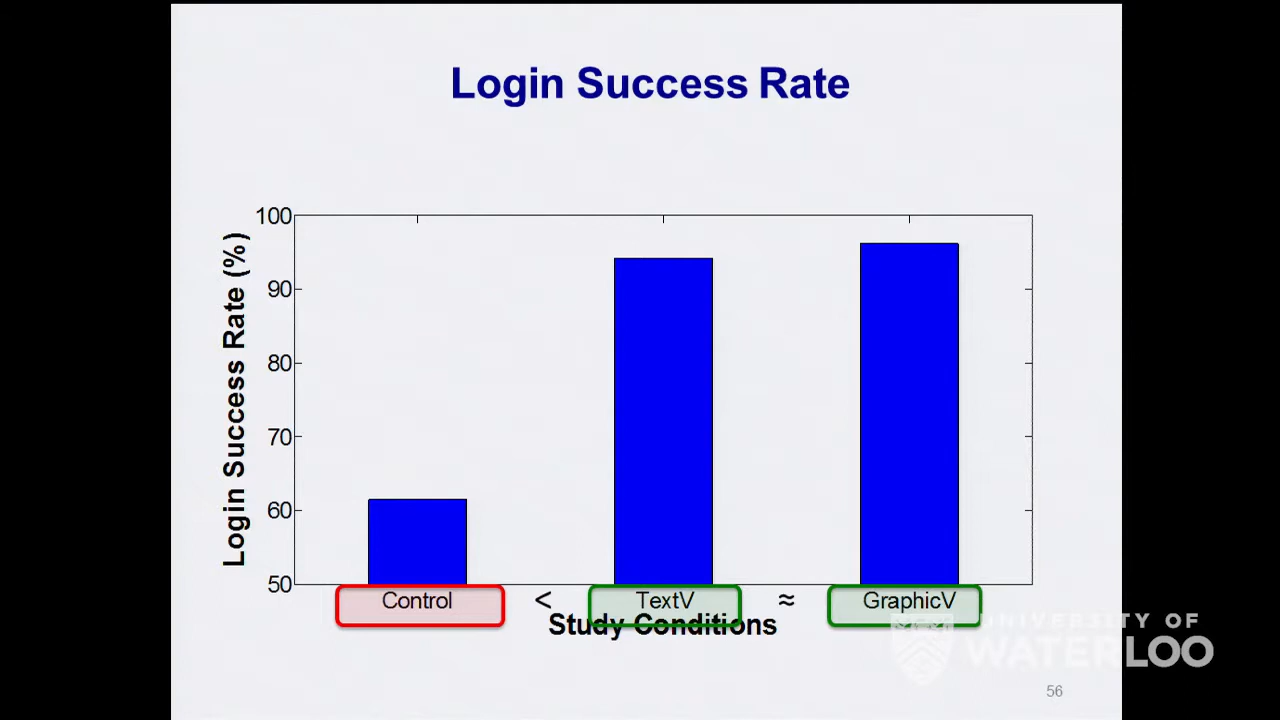 Login Success Rate
Login Success Rate (%)
100
90
80
70
60
50
Control < TextV ≈ GraphicV
Study Conditions
UNIVERSITY OF
WATERLOO
56